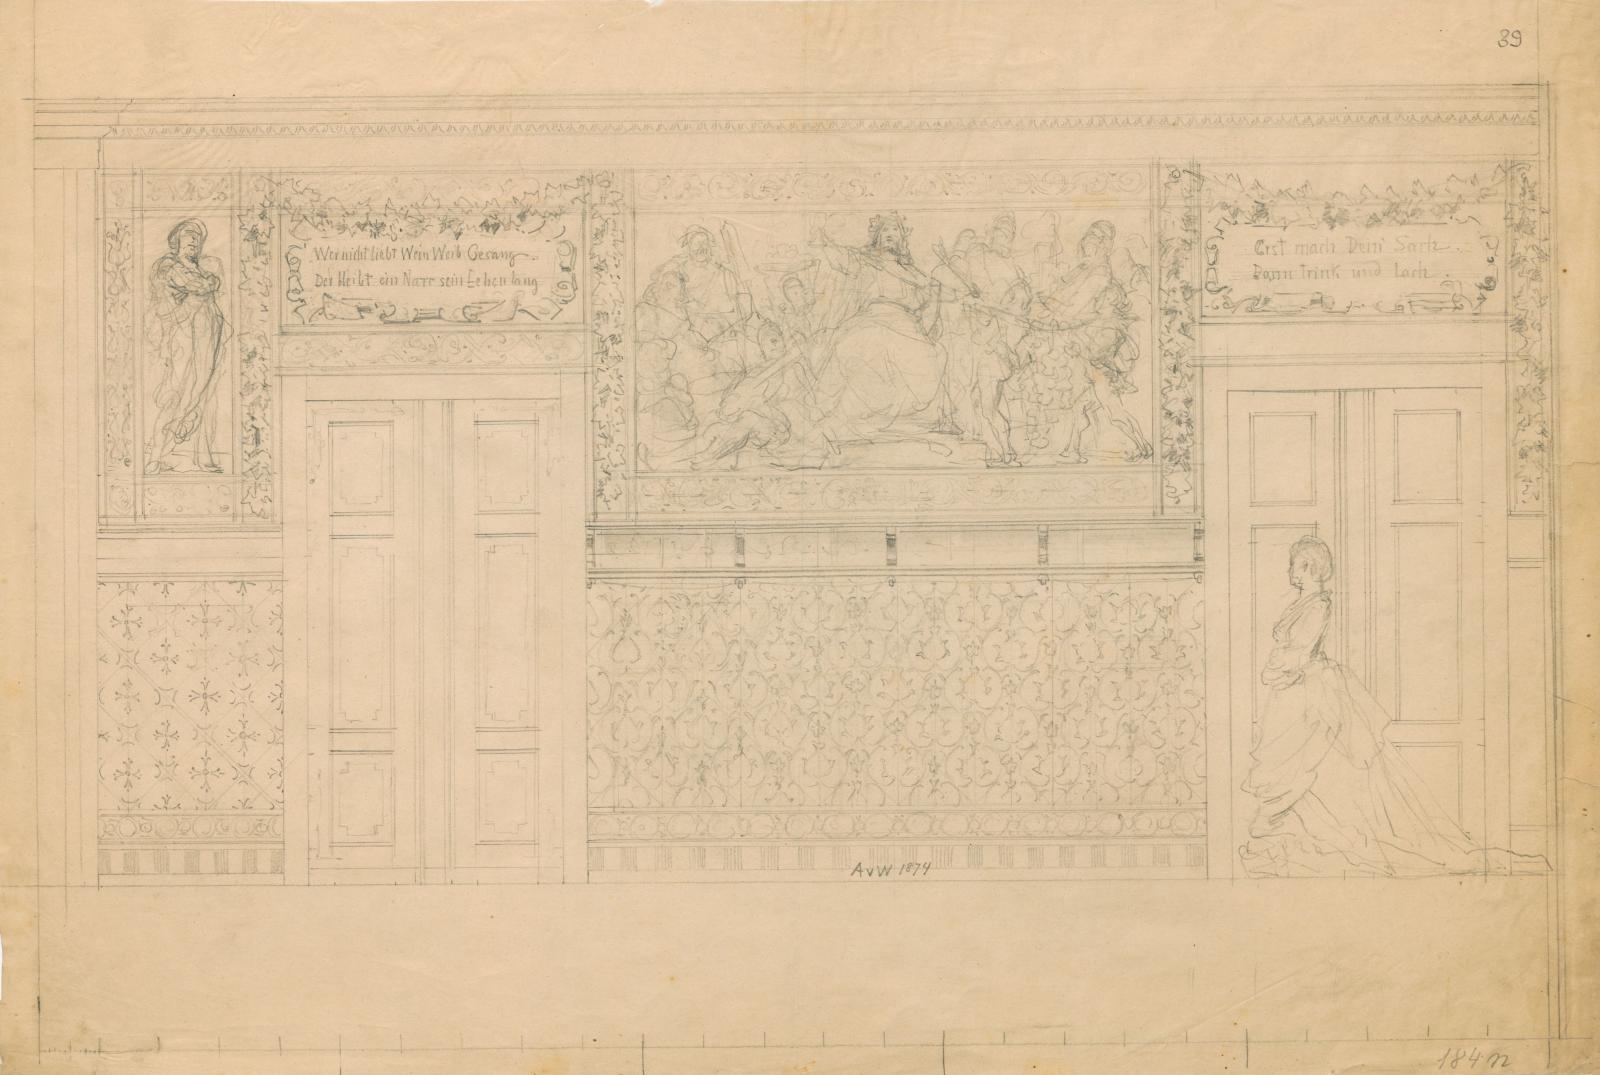 39
Wer nicht liebt Wein Weib Gesang..
Der bleibt ein Narr sein Leben lang
Erst mach Dein' Sach..
Dann trink und lach.
AvW 1874
184 n